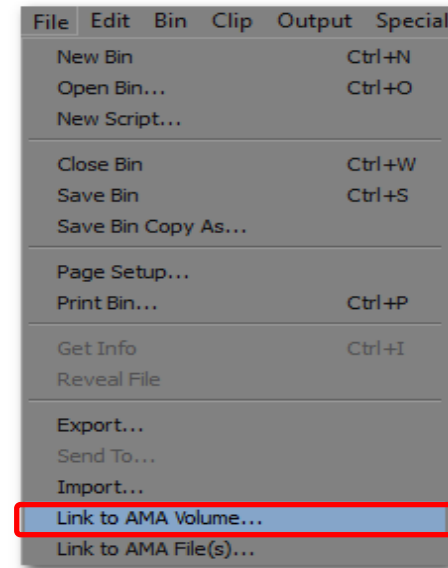 File Edit Bin Clip Output Special
New Bin Ctrl+N
Open Bin... Ctrl+O
New Script...
Close Bin Ctrl+W
Save Bin Ctrl+S
Save Bin Copy As...
Page Setup...
Print Bin... Ctrl+P
Get Info Ctrl+I
Reveal File
Export...
Send To...
Import...
Link to AMA Volume...
Link to AMA File(s)...